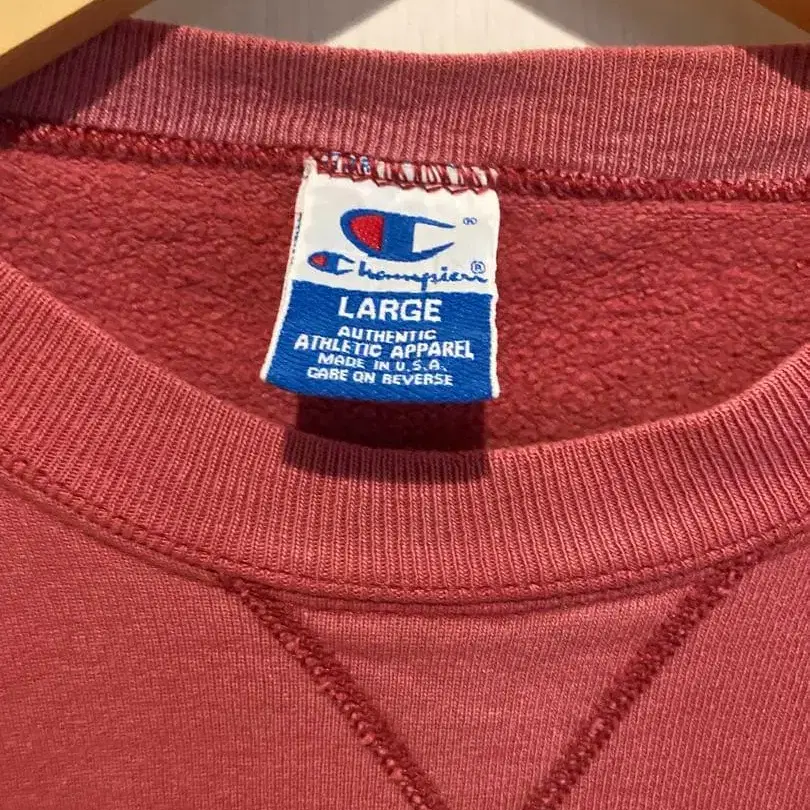 ®
Champion®
LARGE
AUTHENTIC
ATHLETIC APPAREL
MADE IN U.S.A.
CARE ON REVERSE